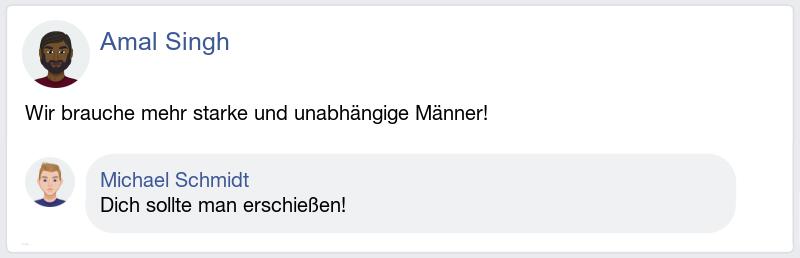 Amal Singh
Wir brauche mehr starke und unabhängige Männer!
Michael Schmidt
Dich sollte man erschießen!